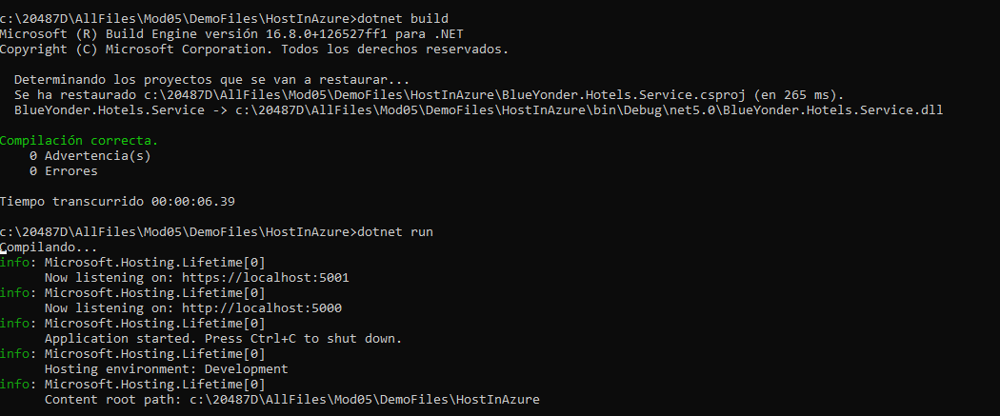 c:\20487D\AllFiles\Mod05\DemoFiles\HostInAzure>dotnet build
Microsoft (R) Build Engine versión 16.8.0+126527ff1 para .NET
Copyright (C) Microsoft Corporation. Todos los derechos reservados.
Determinando los proyectos que se van a restaurar...
Se ha restaurado c:\20487D\AllFiles\Mod05\DemoFiles\HostInAzure\BlueYonder.Hotels.Service.csproj (en 265 ms).
BlueYonder.Hotels.Service -> c:\20487D\AllFiles\Mod05\DemoFiles\HostInAzure\bin\Debug\net5.0\BlueYonder.Hotels.Service.dll
Compilación correcta.
0 Advertencia(s)
0 Errores
Tiempo transcurrido 00:00:06.39
c:\20487D\AllFiles\Mod05\DemoFiles\HostInAzure>dotnet run
Compilando...
info: Microsoft.Hosting.Lifetime[0]
Now listening on: https://localhost:5001
info: Microsoft.Hosting.Lifetime[0]
Now listening on: http://localhost:5000
info: Microsoft.Hosting.Lifetime[0]
Application started. Press Ctrl+C to shut down.
info: Microsoft.Hosting.Lifetime[0]
Hosting environment: Development
info: Microsoft.Hosting.Lifetime[0]
Content root path: c:\20487D\AllFiles\Mod05\DemoFiles\HostInAzure